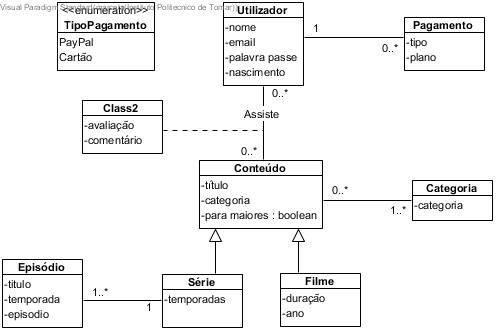 Visual Paradigm Standard(Instituto Politecnico de Tomar)
<<enumeration>>
TipoPagamento
PayPal
Cartão
Utilizador
-nome
-email
-palavra passe
-nascimento
1
0..*
Pagamento
-tipo
-plano
0..*
Assiste
0..*
Class2
-avaliação
-comentário
Conteúdo
-título
-categoria
-para maiores : boolean
0..*
1..*
Categoria
-categoria
Episódio
-titulo
-temporada
-episodio
1..*
1
Série
-temporadas
Filme
-duração
-ano